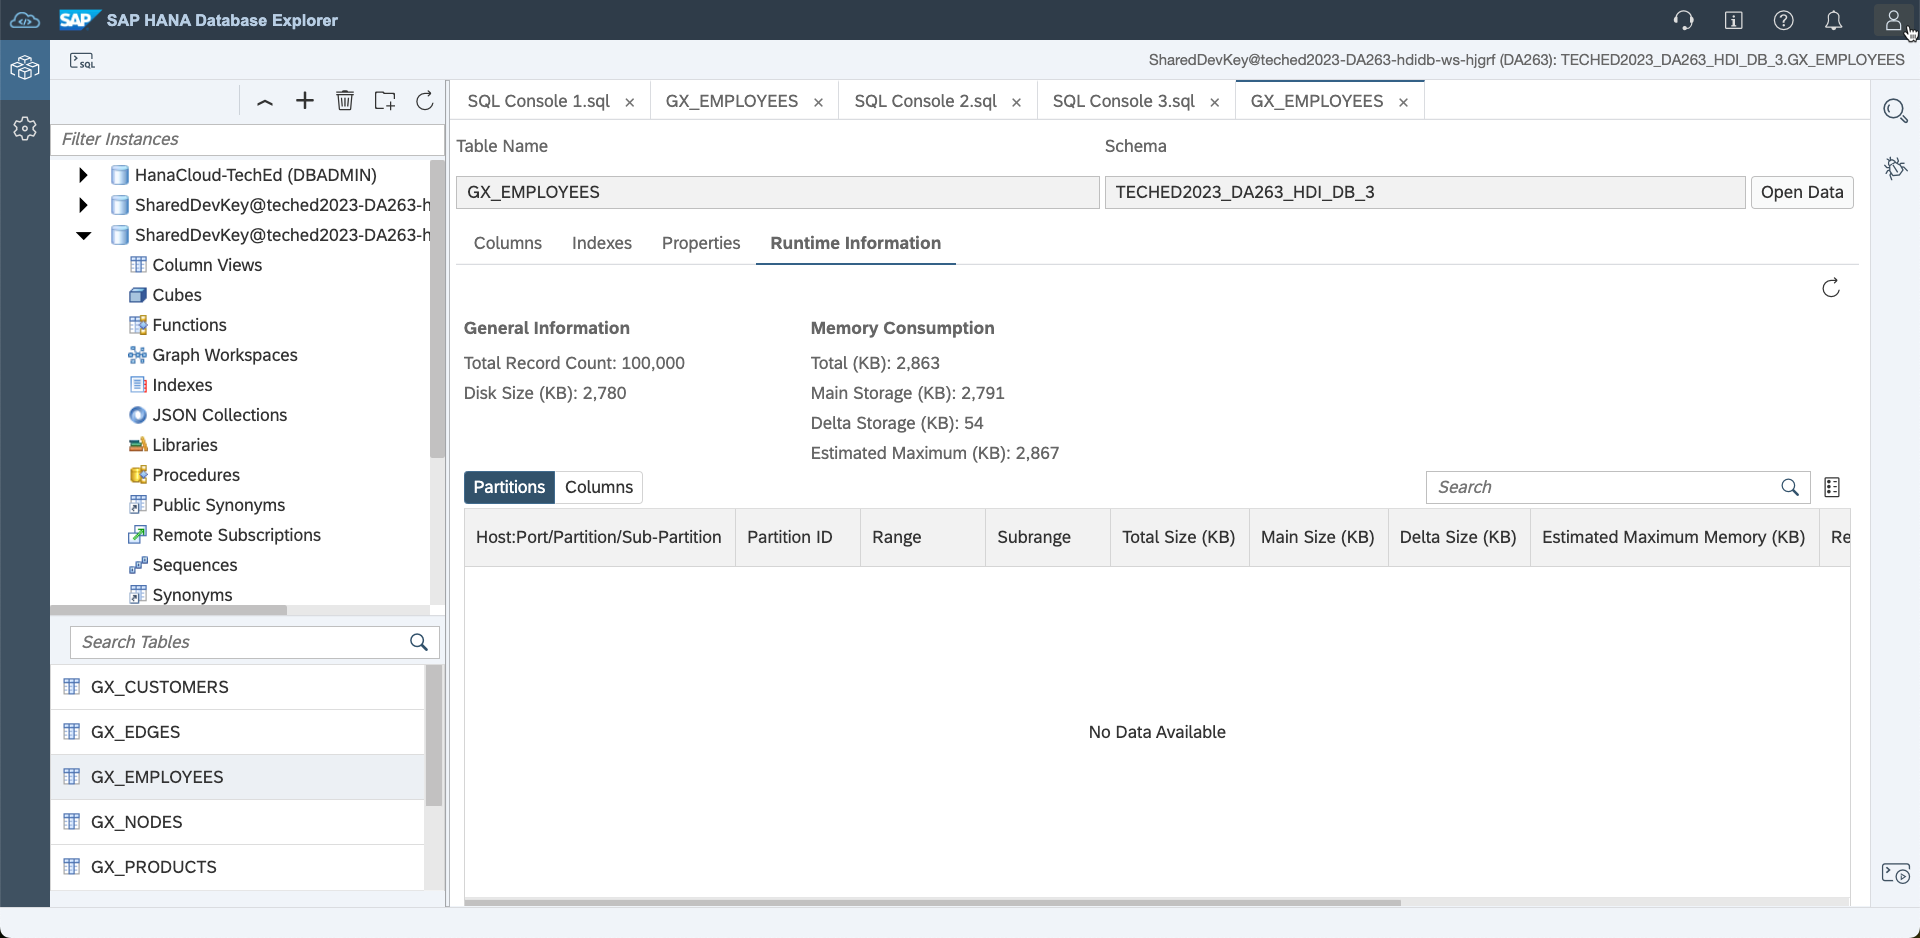 SAP SAP HANA Database Explorer
SQL
SharedDevKey@teched2023-DA263-hdidb-ws-hjgrf (DA263): TECHED2023_DA263_HDI_DB_3.GX_EMPLOYEES
Filter Instances
HanaCloud-TechEd (DBADMIN)
SharedDevKey@teched2023-DA263-h
SharedDevKey@teched2023-DA263-h
Column Views
Cubes
Functions
Graph Workspaces
Indexes
JSON Collections
Libraries
Procedures
Public Synonyms
Remote Subscriptions
Sequences
Synonyms
Search Tables
GX_CUSTOMERS
GX_EDGES
GX_EMPLOYEES
GX_NODES
GX_PRODUCTS
SQL Console 1.sql GX_EMPLOYEES SQL Console 2.sql SQL Console 3.sql GX_EMPLOYEES
Table Name Schema
GX_EMPLOYEES TECHED2023_DA263_HDI_DB_3 Open Data
Columns Indexes Properties Runtime Information
General Information Memory Consumption
Total Record Count: 100,000 Total (KB): 2,863
Disk Size (KB): 2,780 Main Storage (KB): 2,791
Delta Storage (KB): 54
Estimated Maximum (KB): 2,867
Partitions Columns Search
Host:Port/Partition/Sub-Partition Partition ID Range Subrange Total Size (KB) Main Size (KB) Delta Size (KB) Estimated Maximum Memory (KB) Re
No Data Available